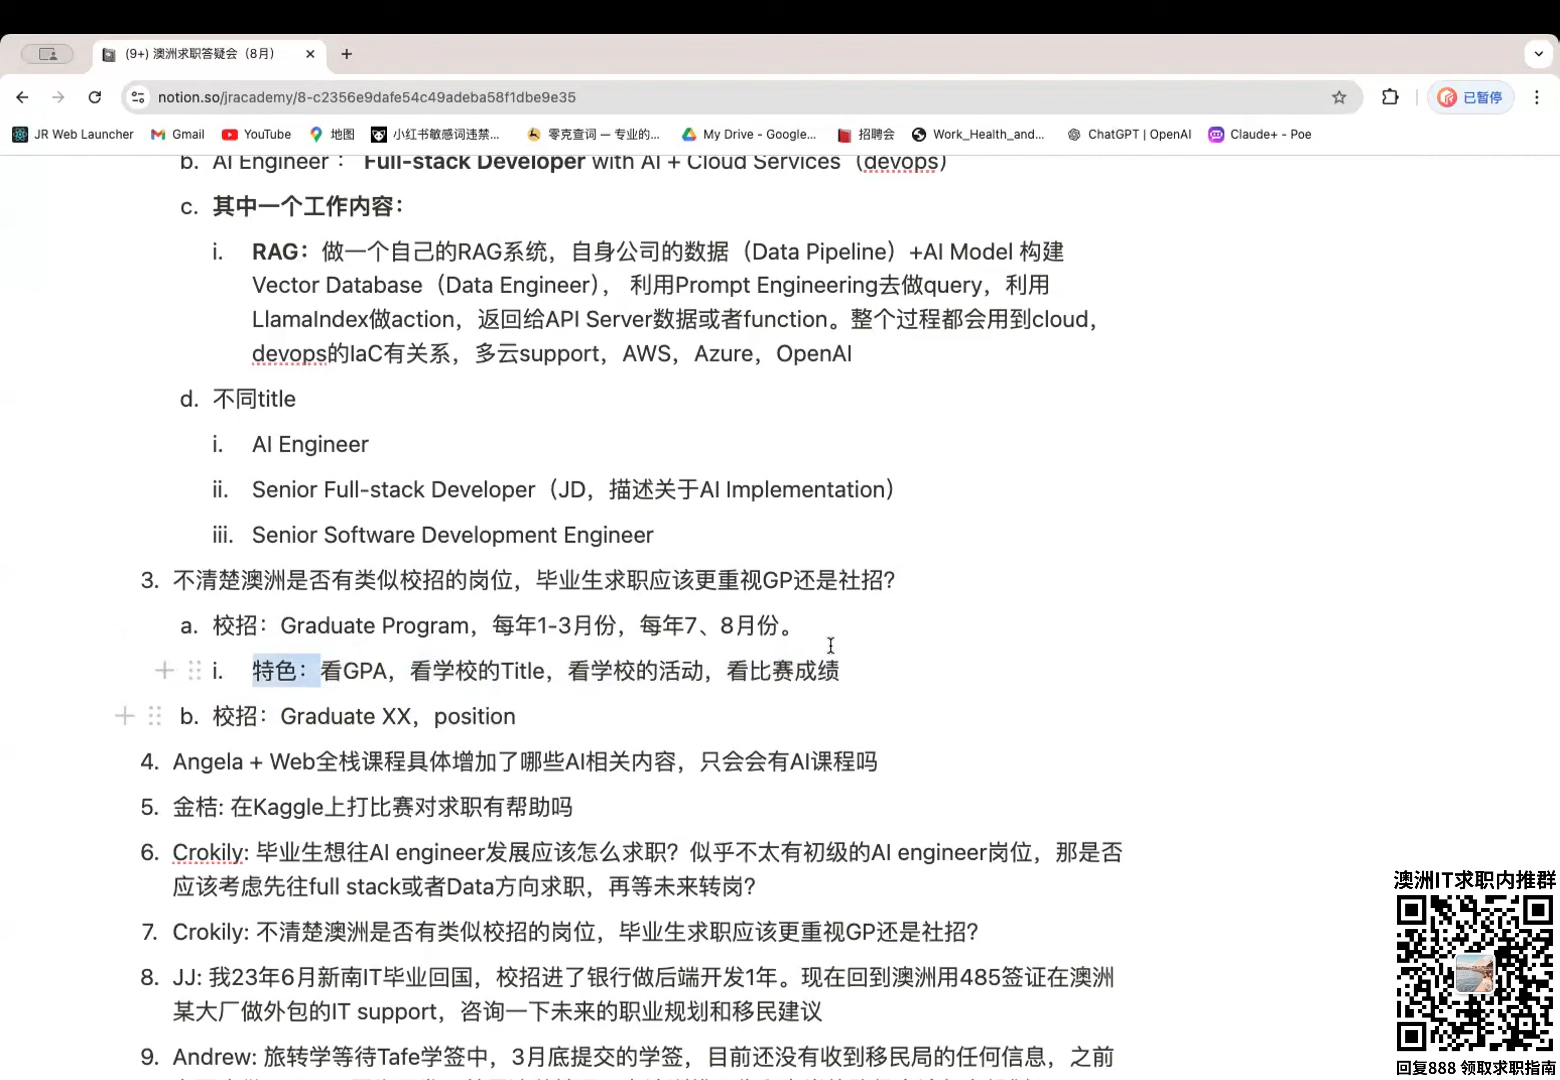 (9+) 澳洲求职答疑会（8月）
notion.so/jracademy/8-c2356e9dafe54c49adeba58f1dbe9e35
已暂停
JR Web Launcher
Gmail
YouTube
地图
小红书敏感词违禁...
零克查词 — 专业的...
My Drive - Google...
招聘会
Work_Health_and...
ChatGPT | OpenAI
Claude+ - Poe
b. AI Engineer： Full-stack Developer with AI + Cloud Services（devops）
c. 其中一个工作内容：
i. RAG：做一个自己的RAG系统，自身公司的数据（Data Pipeline）+AI Model 构建
Vector Database（Data Engineer）， 利用Prompt Engineering去做query，利用
LlamaIndex做action，返回给API Server数据或者function。整个过程都会用到cloud，
devops的IaC有关系，多云support，AWS，Azure，OpenAI
d. 不同title
i. AI Engineer
ii. Senior Full-stack Developer（JD，描述关于AI Implementation）
iii. Senior Software Development Engineer
3. 不清楚澳洲是否有类似校招的岗位，毕业生求职应该更重视GP还是社招?
a. 校招：Graduate Program，每年1-3月份，每年7、8月份。
i. 特色：看GPA，看学校的Title，看学校的活动，看比赛成绩
b. 校招：Graduate XX，position
4. Angela + Web全栈课程具体增加了哪些AI相关内容，只会会有AI课程吗
5. 金桔: 在Kaggle上打比赛对求职有帮助吗
6. Crokily: 毕业生想往AI engineer发展应该怎么求职？似乎不太有初级的AI engineer岗位，那是否
应该考虑先往full stack或者Data方向求职，再等未来转岗?
7. Crokily: 不清楚澳洲是否有类似校招的岗位，毕业生求职应该更重视GP还是社招?
8. JJ: 我23年6月新南IT毕业回国，校招进了银行做后端开发1年。现在回到澳洲用485签证在澳洲
某大厂做外包的IT support，咨询一下未来的职业规划和移民建议
9. Andrew: 旅转学等待Tafe学签中，3月底提交的学签，目前还没有收到移民局的任何信息，之前
澳洲IT求职内推群
回复888 领取求职指南